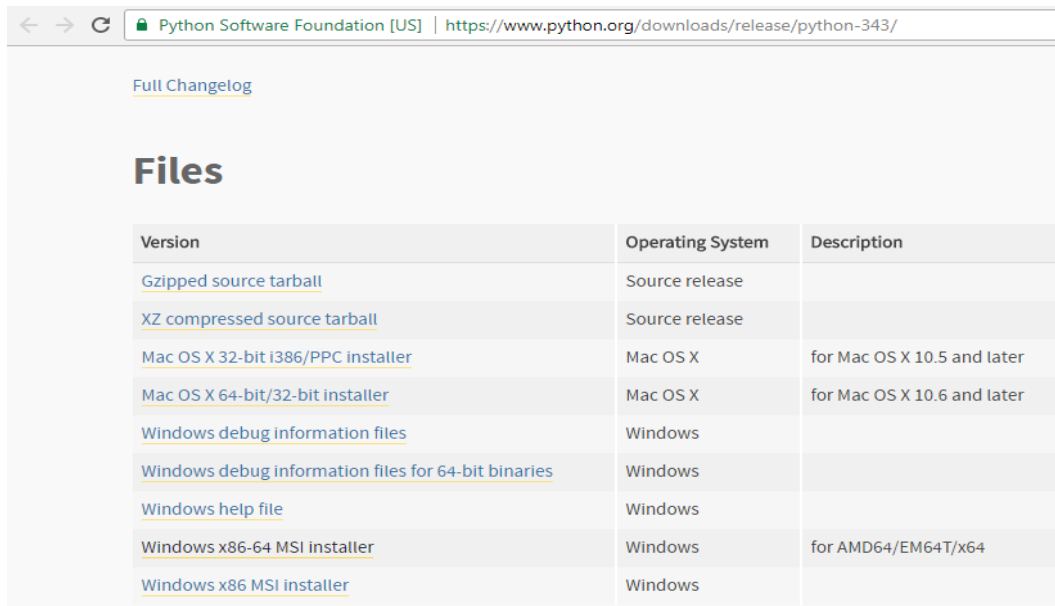 Python Software Foundation [US] | https://www.python.org/downloads/release/python-343/
Full Changelog
Files
Version Operating System Description
Gzipped source tarball Source release
XZ compressed source tarball Source release
Mac OS X 32-bit i386/PPC installer Mac OS X for Mac OS X 10.5 and later
Mac OS X 64-bit/32-bit installer Mac OS X for Mac OS X 10.6 and later
Windows debug information files Windows
Windows debug information files for 64-bit binaries Windows
Windows help file Windows
Windows x86-64 MSI installer Windows for AMD64/EM64T/x64
Windows x86 MSI installer Windows